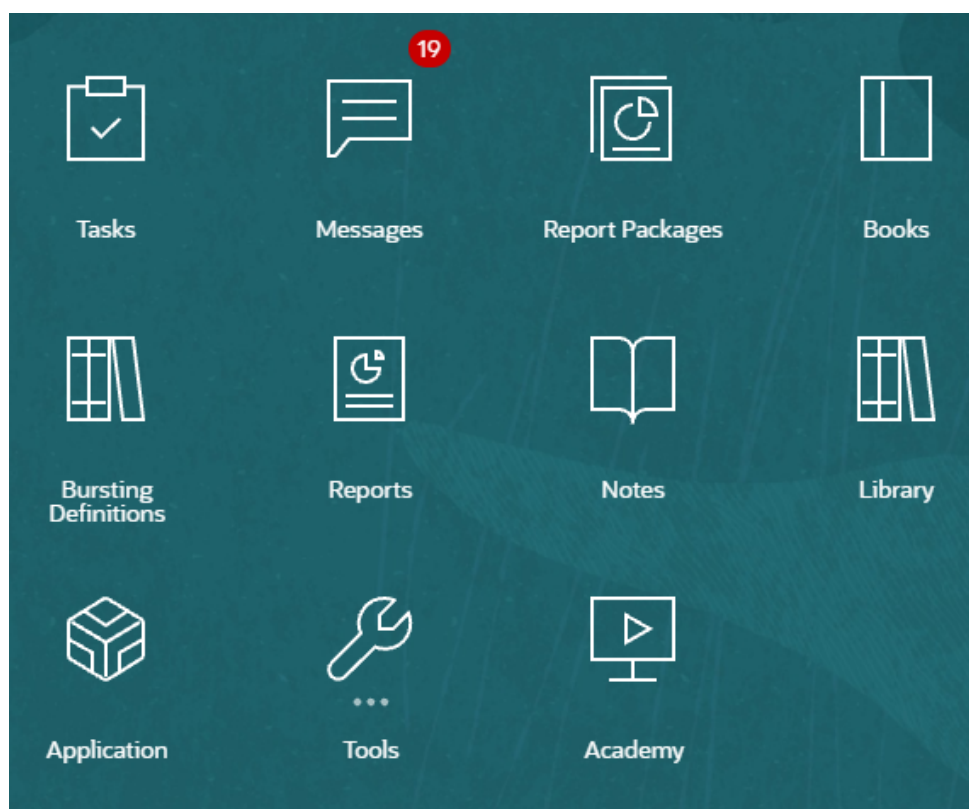 19
Tasks
Messages
Report Packages
Books
Bursting
Definitions
Reports
Notes
Library
Application
Tools
Academy